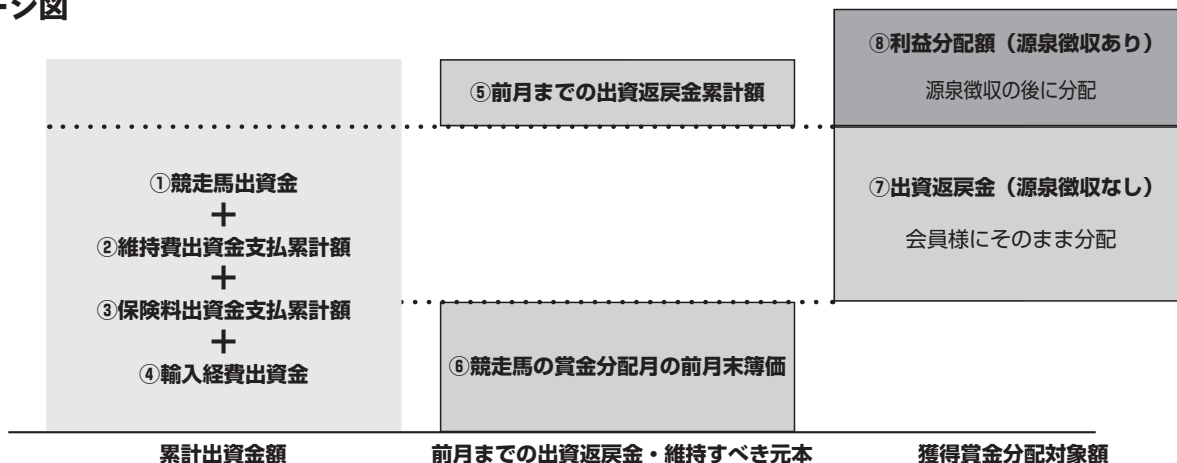 ージ図
①競走馬出資金
＋
②維持費出資金支払累計額
＋
③保険料出資金支払累計額
＋
④輸入経費出資金
⑤前月までの出資返戻金累計額
⑥競走馬の賞金分配月の前月末簿価
⑧利益分配額（源泉徴収あり）
源泉徴収の後に分配
⑦出資返戻金（源泉徴収なし）
会員様にそのまま分配
累計出資金額
前月までの出資返戻金・維持すべき元本
獲得賞金分配対象額